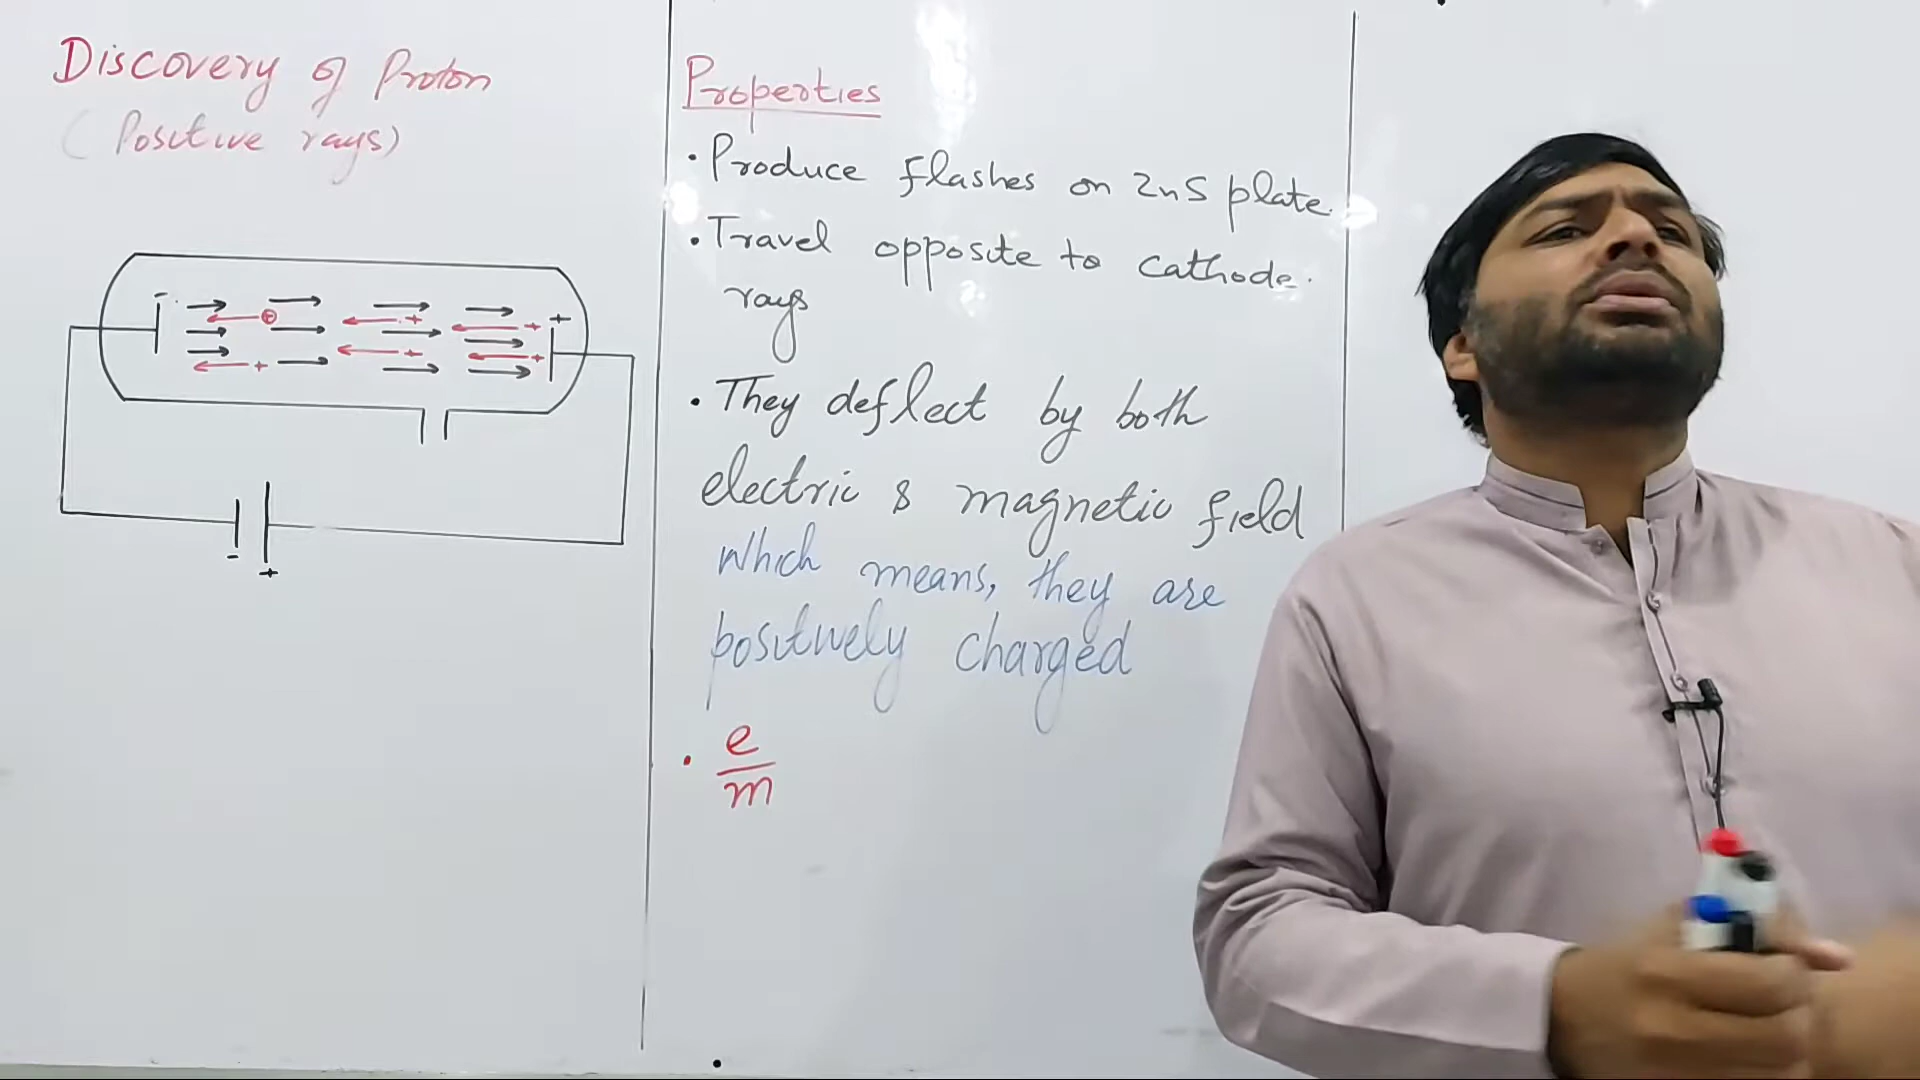 Discovery of Proton
(Positive rays)
- +
+ + +
+ + +
-
+
Properties
• Produce flashes on ZnS plate.
• Travel opposite to cathode.
rays
• They deflect by both
electric & magnetic field
which means, they are
positively charged
• e
m